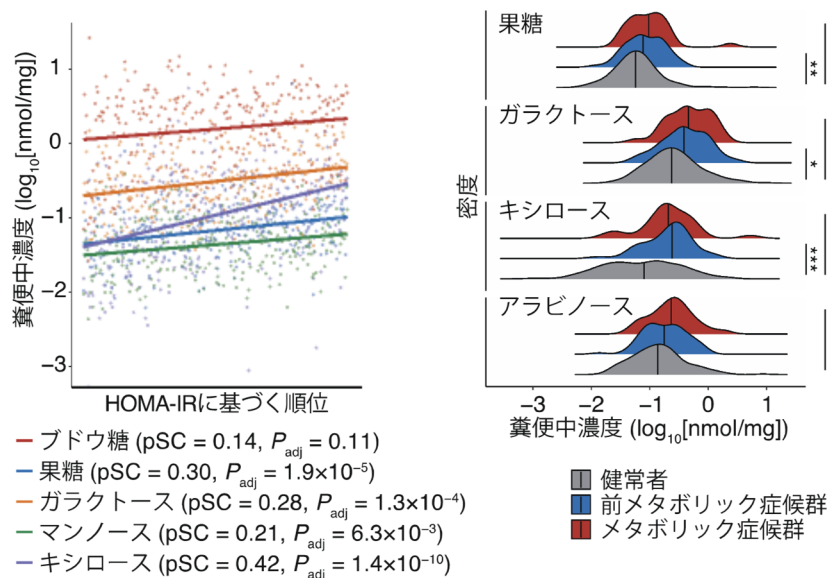 糞便中濃度 (log10[nmol/mg])
1
0
−1
−2
−3
HOMA-IRに基づく順位
ブドウ糖 (pSC = 0.14, Padj = 0.11)
果糖 (pSC = 0.30, Padj = 1.9×10−5)
ガラクトース (pSC = 0.28, Padj = 1.3×10−4)
マンノース (pSC = 0.21, Padj = 6.3×10−3)
キシロース (pSC = 0.42, Padj = 1.4×10−10)
密度
果糖
**
ガラクトース
*
キシロース
***
アラビノース
−3 −2 −1 0 1
糞便中濃度 (log10[nmol/mg])
健常者
前メタボリック症候群
メタボリック症候群